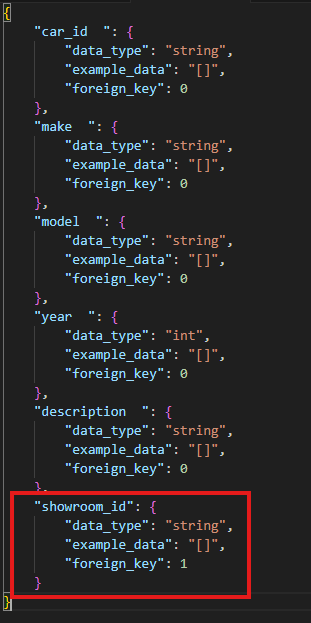 {
    "car_id  ": {
        "data_type": "string",
        "example_data": "[]",
        "foreign_key": 0
    },
    "make  ": {
        "data_type": "string",
        "example_data": "[]",
        "foreign_key": 0
    },
    "model  ": {
        "data_type": "string",
        "example_data": "[]",
        "foreign_key": 0
    },
    "year  ": {
        "data_type": "int",
        "example_data": "[]",
        "foreign_key": 0
    },
    "description  ": {
        "data_type": "string",
        "example_data": "[]",
        "foreign_key": 0
    },
    "showroom_id": {
        "data_type": "string",
        "example_data": "[]",
        "foreign_key": 1
    }
}